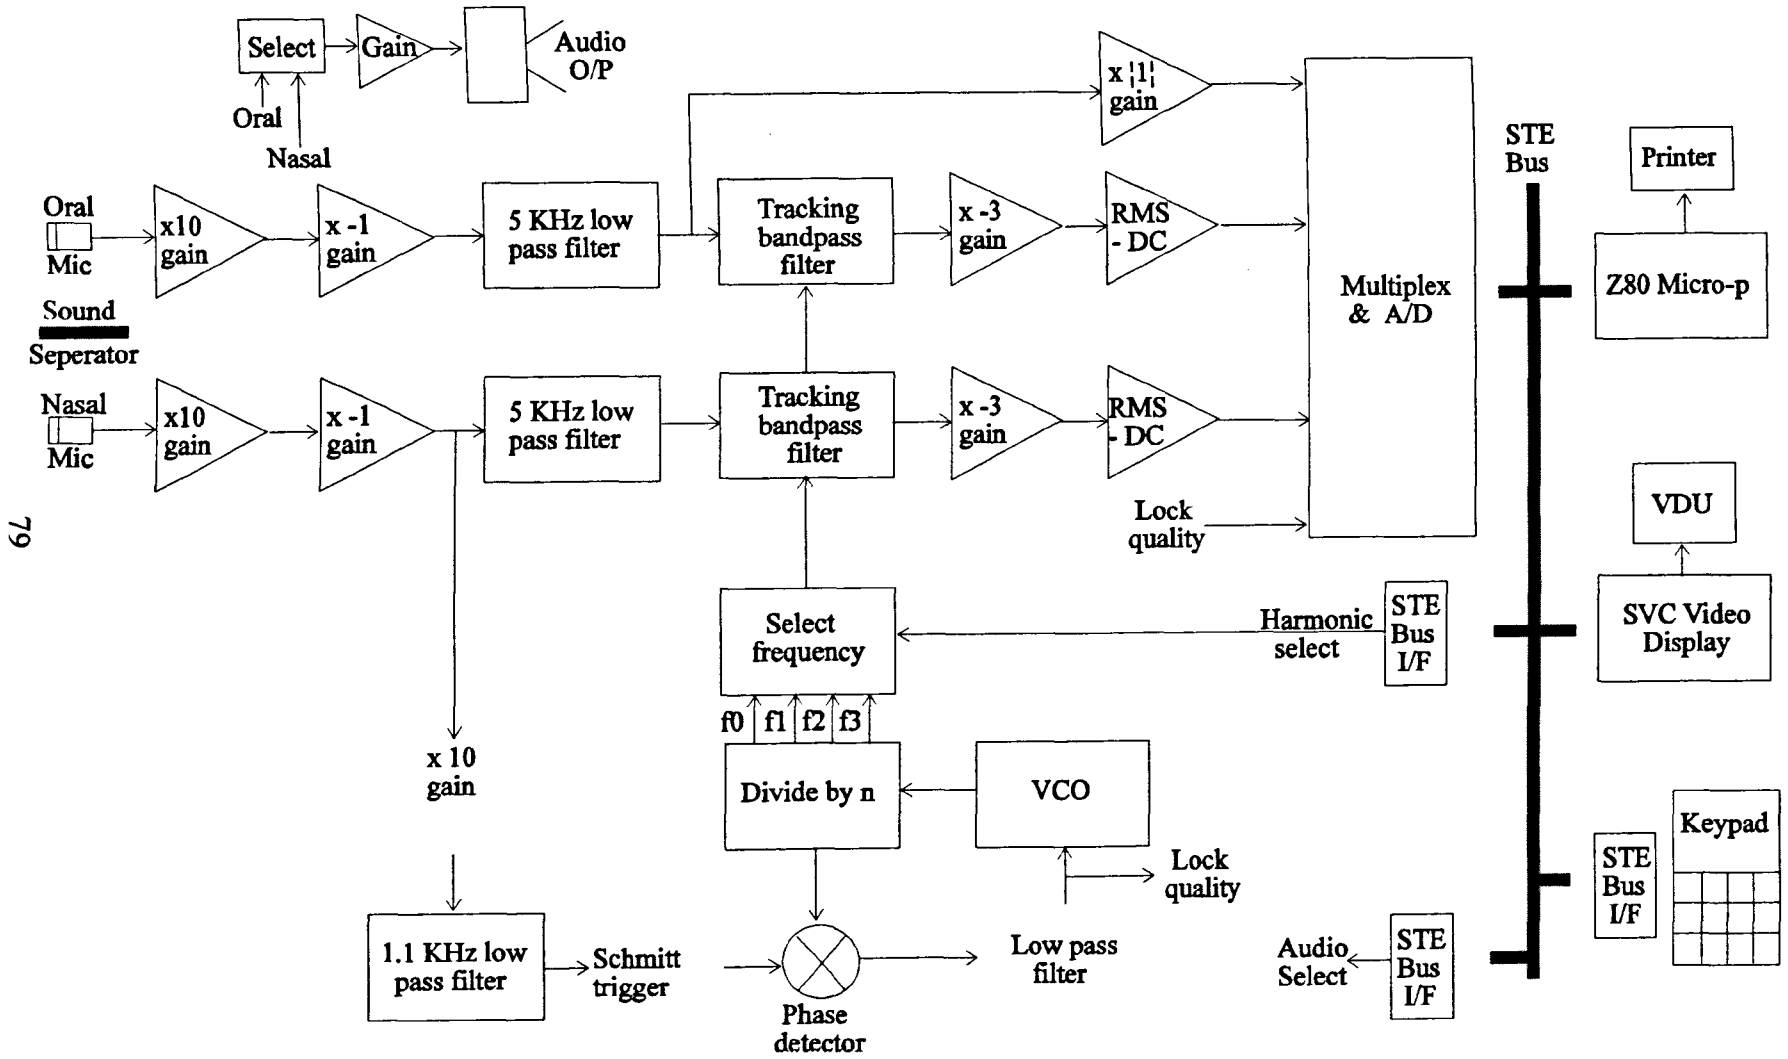 Select
Gain
Audio
O/P
Oral
Nasal
x ¦1¦
gain
STE
Bus
Printer
Oral
Mic
x10
gain
x -1
gain
5 KHz low
pass filter
Tracking
bandpass
filter
x -3
gain
RMS
- DC
Multiplex
& A/D
Z80 Micro-p
Sound
Seperator
Nasal
Mic
x10
gain
x -1
gain
5 KHz low
pass filter
Tracking
bandpass
filter
x -3
gain
RMS
- DC
Lock
quality
VDU
79
Select
frequency
Harmonic
select
STE
Bus
I/F
SVC Video
Display
f0 f1 f2 f3
x 10
gain
Divide by n
VCO
Lock
quality
Keypad
STE
Bus
I/F
1.1 KHz low
pass filter
Schmitt
trigger
Phase
detector
Low pass
filter
Audio
Select
STE
Bus
I/F